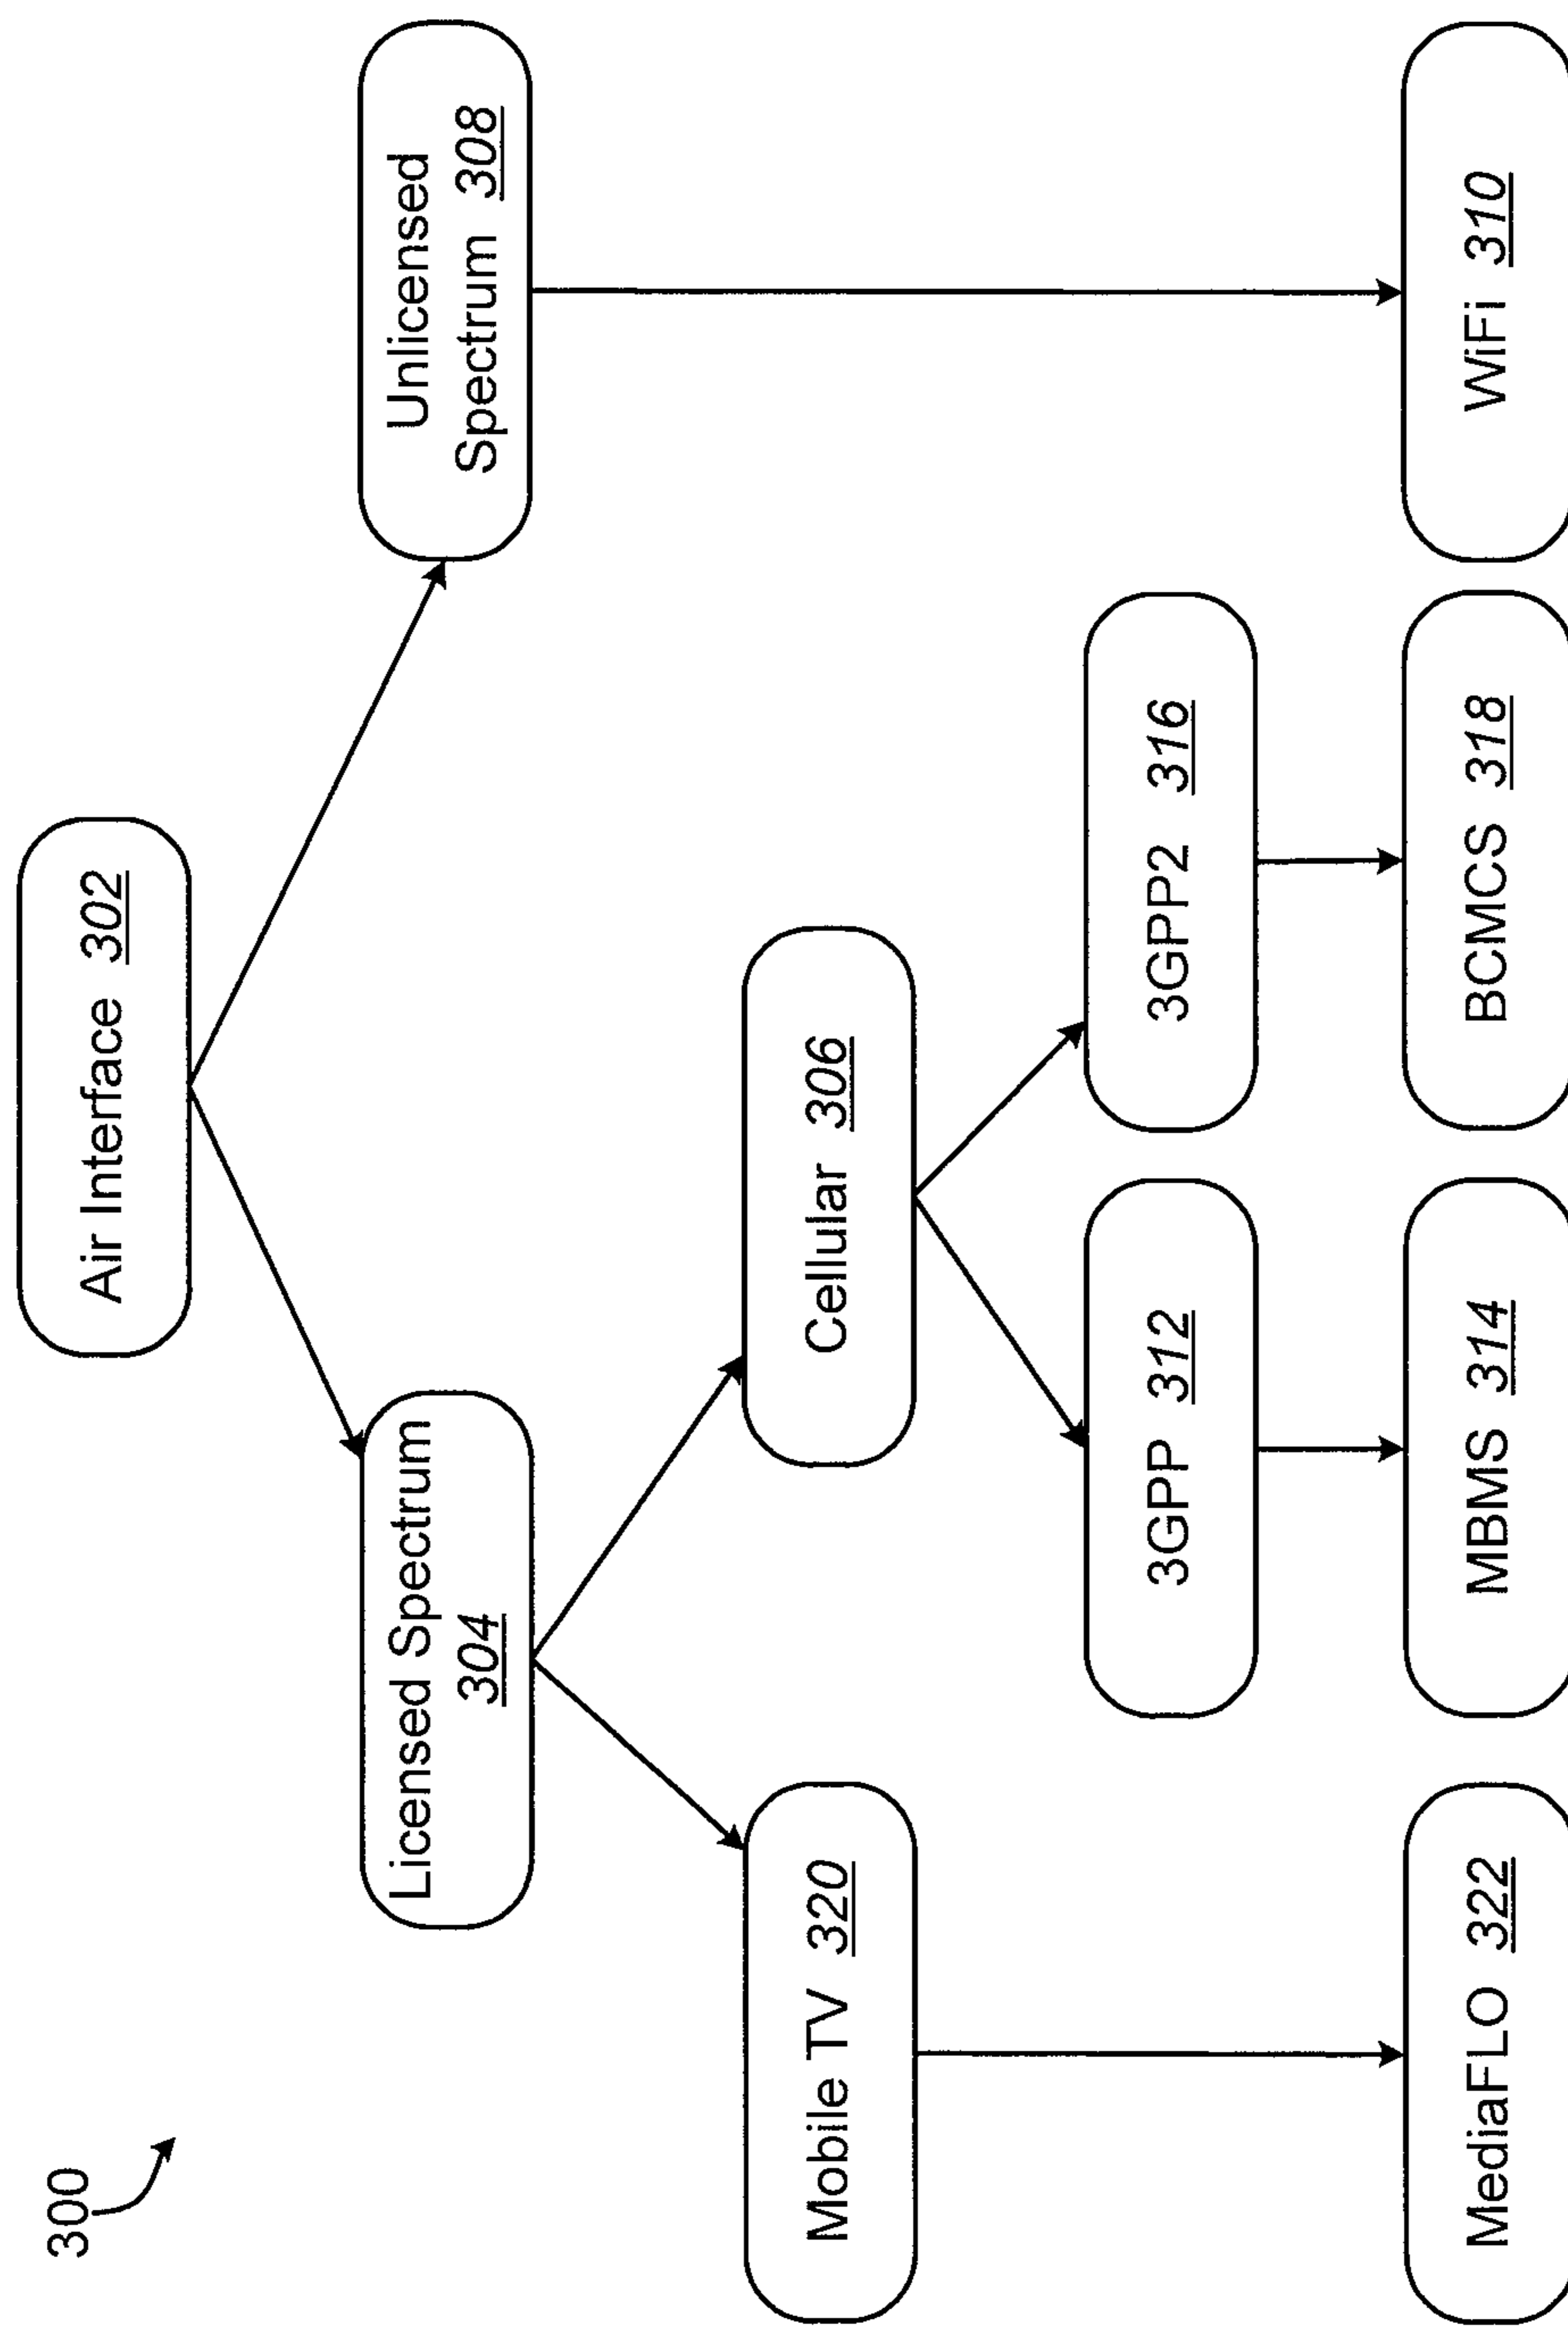 300
Air Interface 302
Licensed Spectrum
304
Unlicensed
Spectrum 308
Mobile TV 320
Cellular 306
3GPP 312
3GPP2 316
MediaFLO 322
MBMS 314
BCMCS 318
WiFi 310